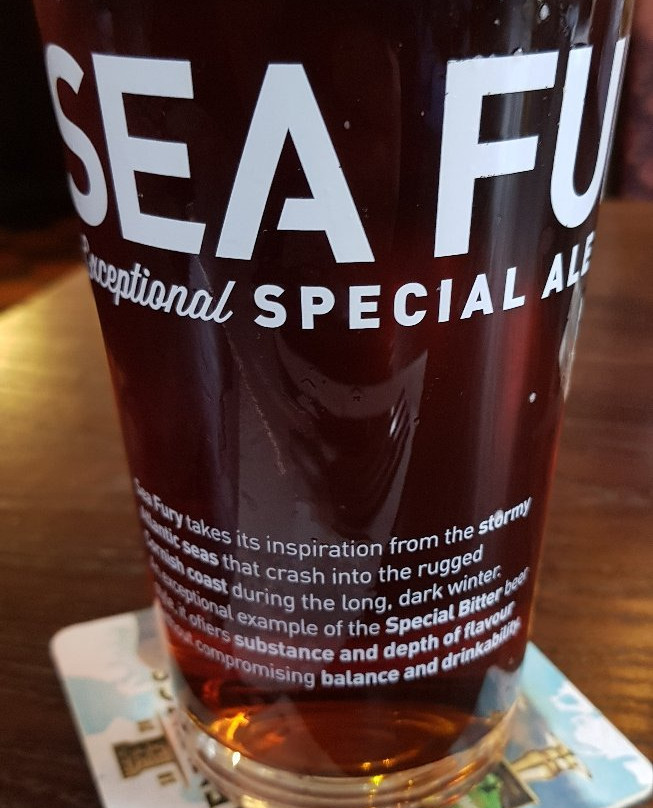 SEA FU
Exceptional SPECIAL ALE
Sea Fury takes its inspiration from the stormy
Atlantic seas that crash into the rugged
Cornish coast during the long, dark winter.
exceptional example of the Special Bitter beer
it offers substance and depth of flavour
compromising balance and drinkability.